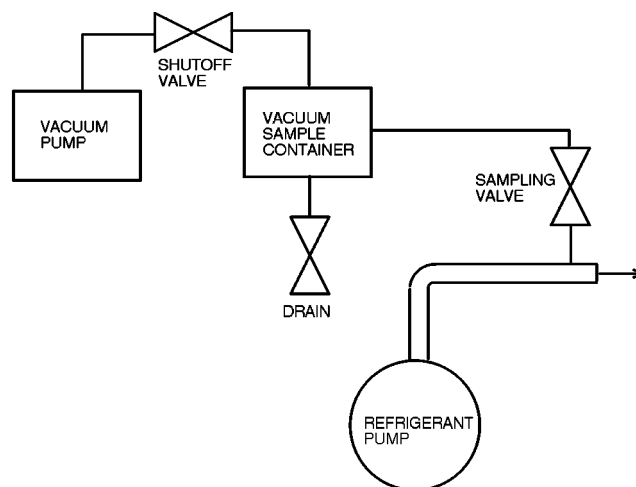 SHUTOFF
VALVE
VACUUM
PUMP
VACUUM
SAMPLE
CONTAINER
SAMPLING
VALVE
DRAIN
REFRIGERANT
PUMP